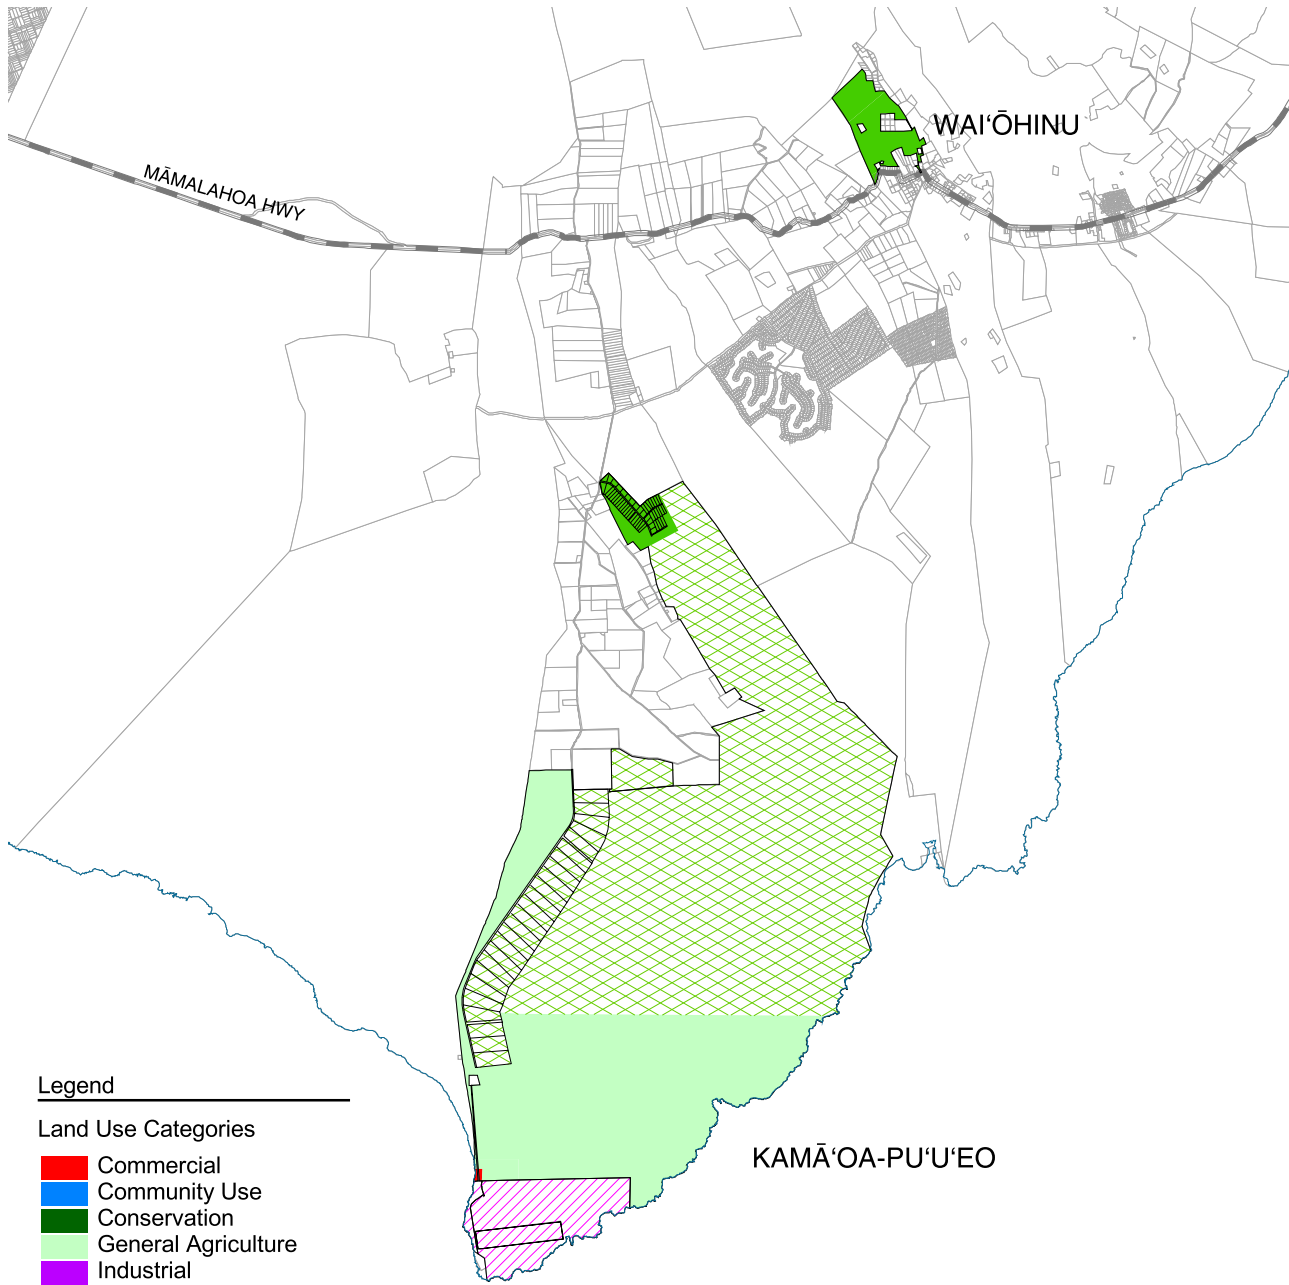 WAIʻŌHINU
MĀMALAHOA HWY
Legend
Land Use Categories
Commercial
Community Use
Conservation
General Agriculture
Industrial
KAMĀʻOA-PUʻUʻEO